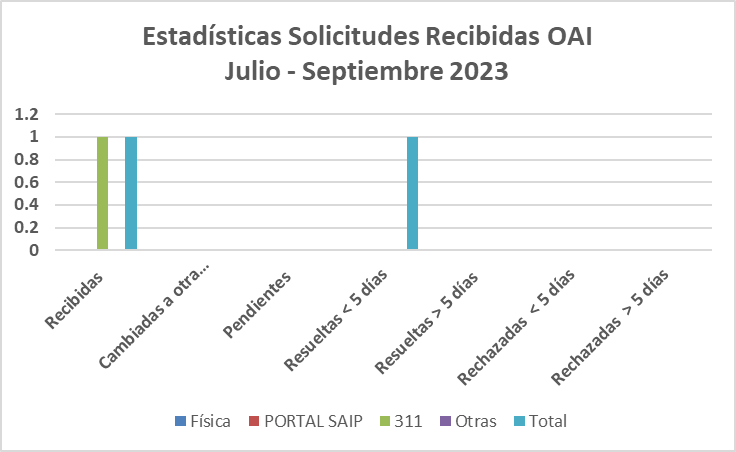 Estadísticas Solicitudes Recibidas OAI
Julio - Septiembre 2023
1.2
1
0.8
0.6
0.4
0.2
0
Recibidas
Cambiadas a otra...
Pendientes
Resueltas < 5 días
Resueltas > 5 días
Rechazadas < 5 días
Rechazadas > 5 días
Física PORTAL SAIP 311 Otras Total